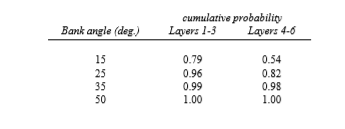 cumulative probability
Bank angle (deg.) Layers 1-3 Layers 4-6
15 0.79 0.54
25 0.96 0.82
35 0.99 0.98
50 1.00 1.00